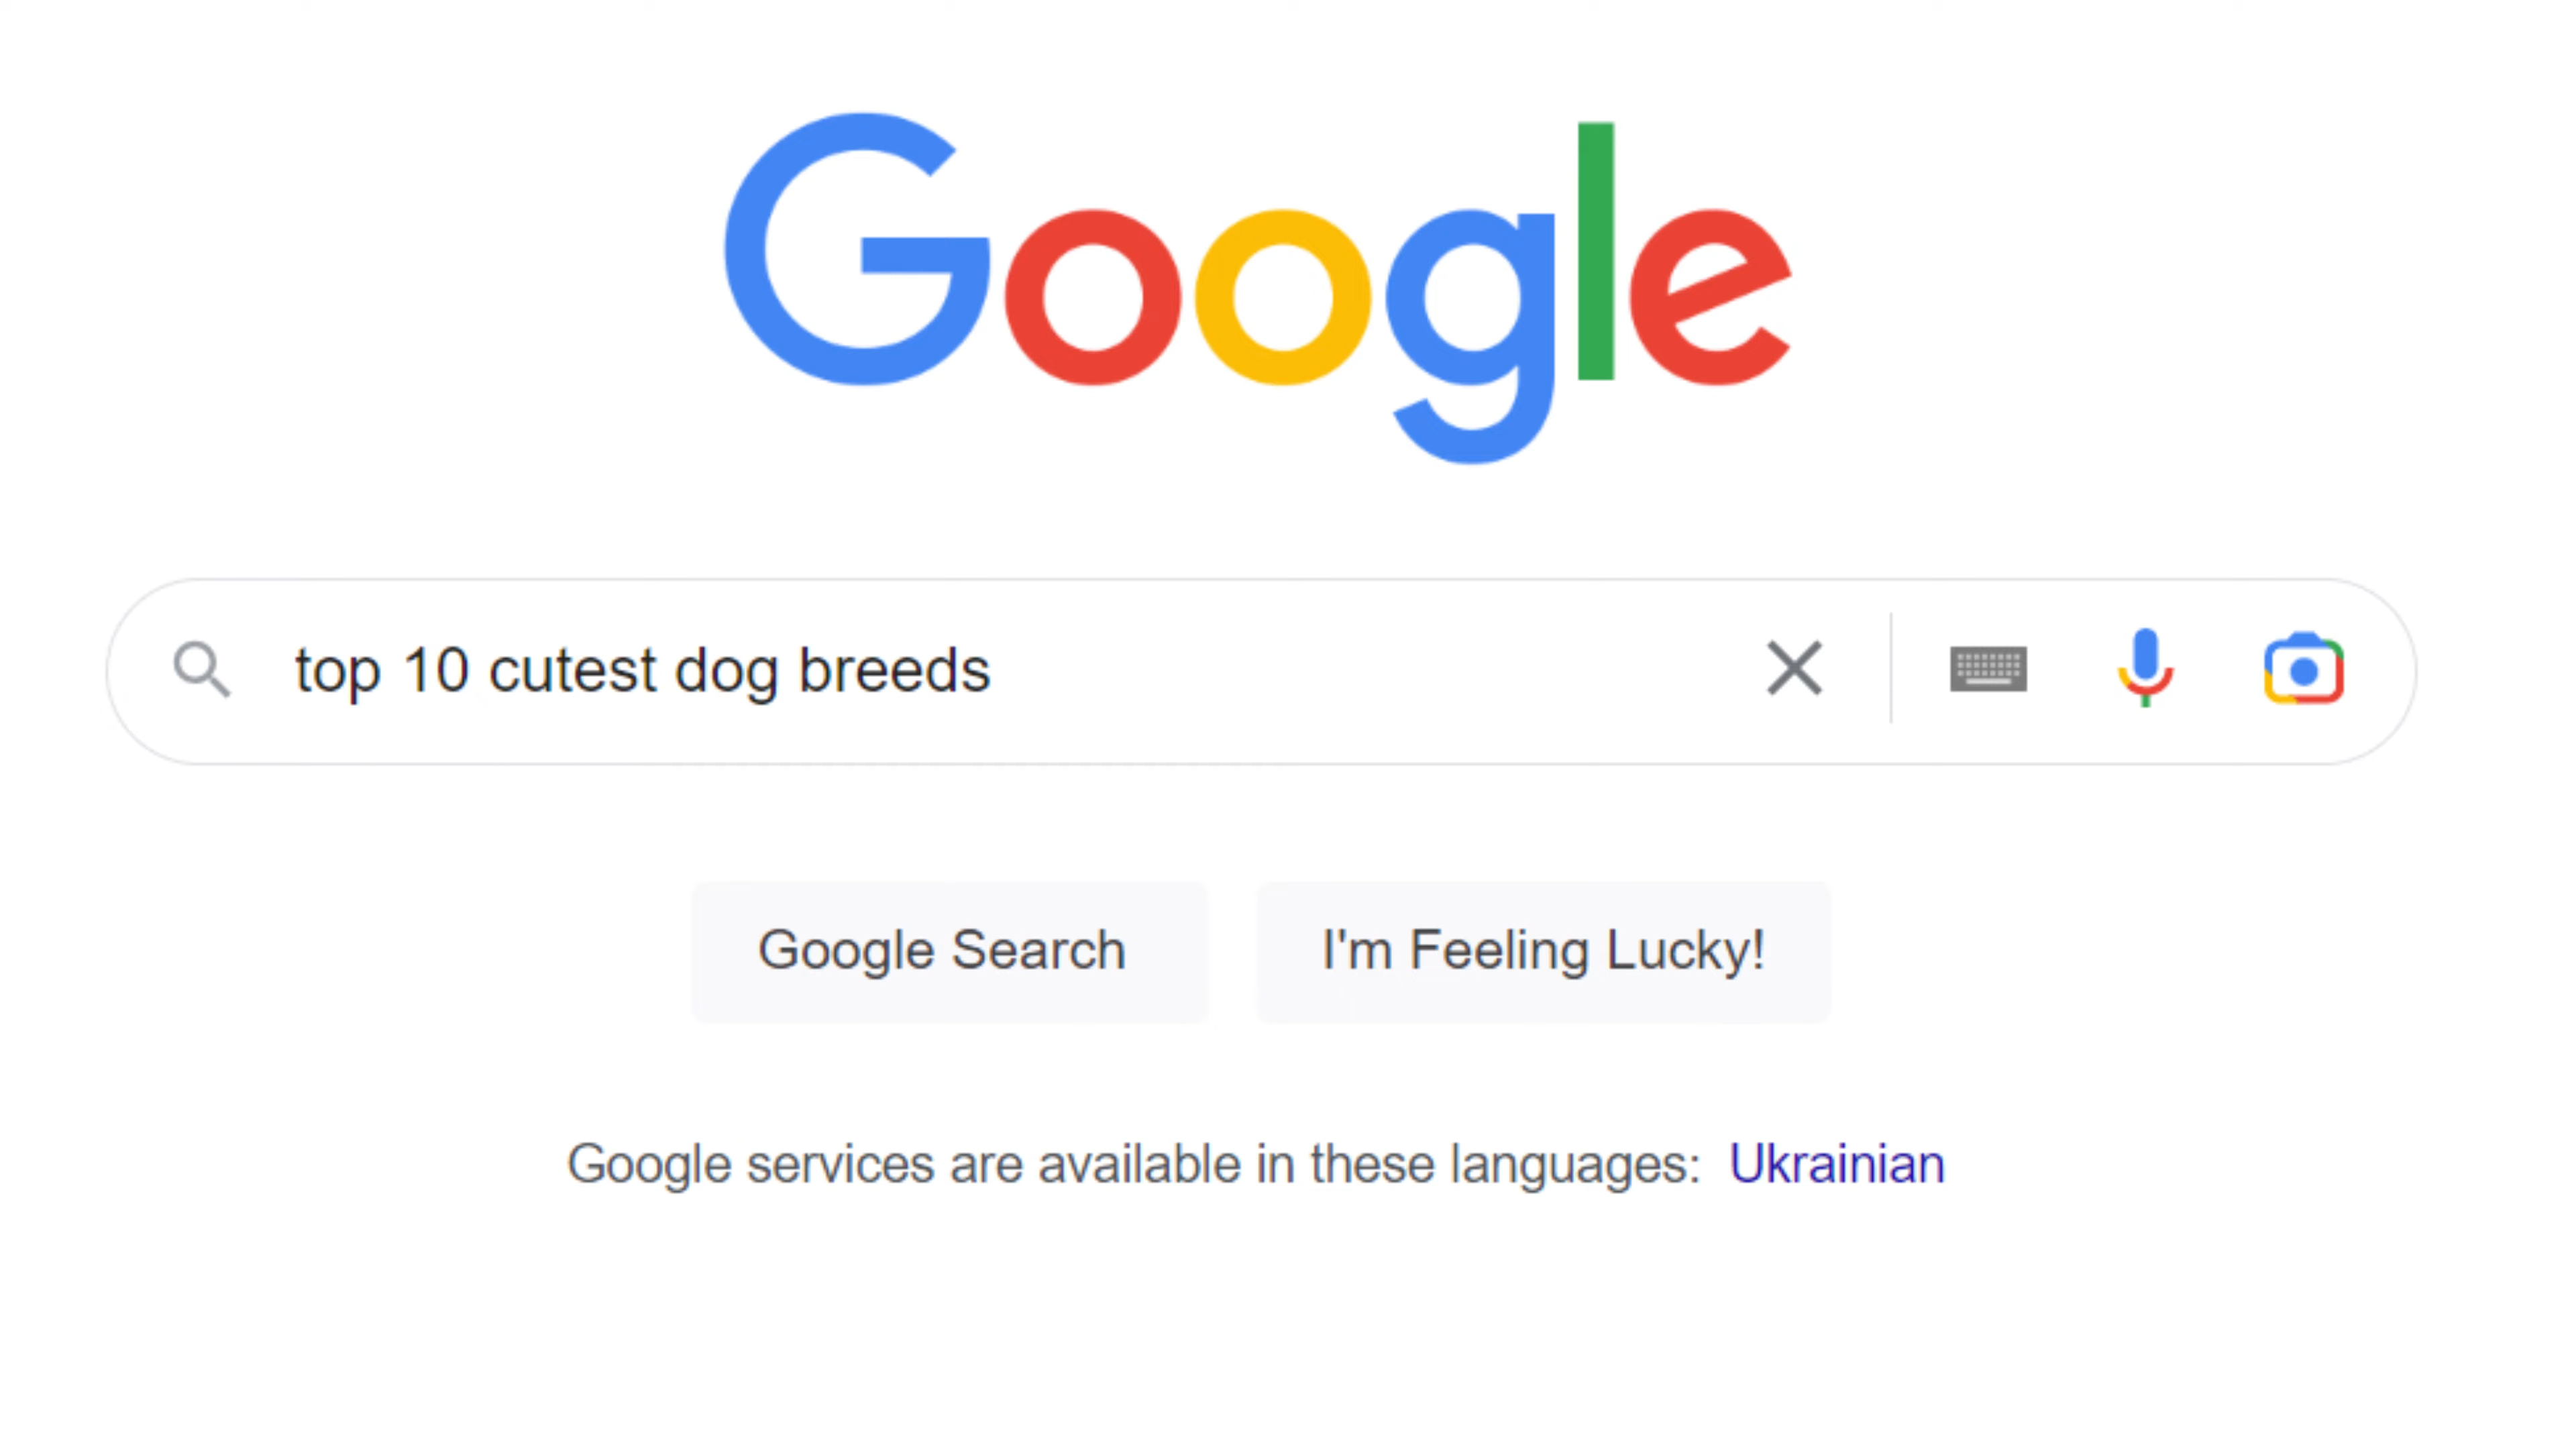 Google
top 10 cutest dog breeds
Google Search
I'm Feeling Lucky!
Google services are available in these languages: Ukrainian